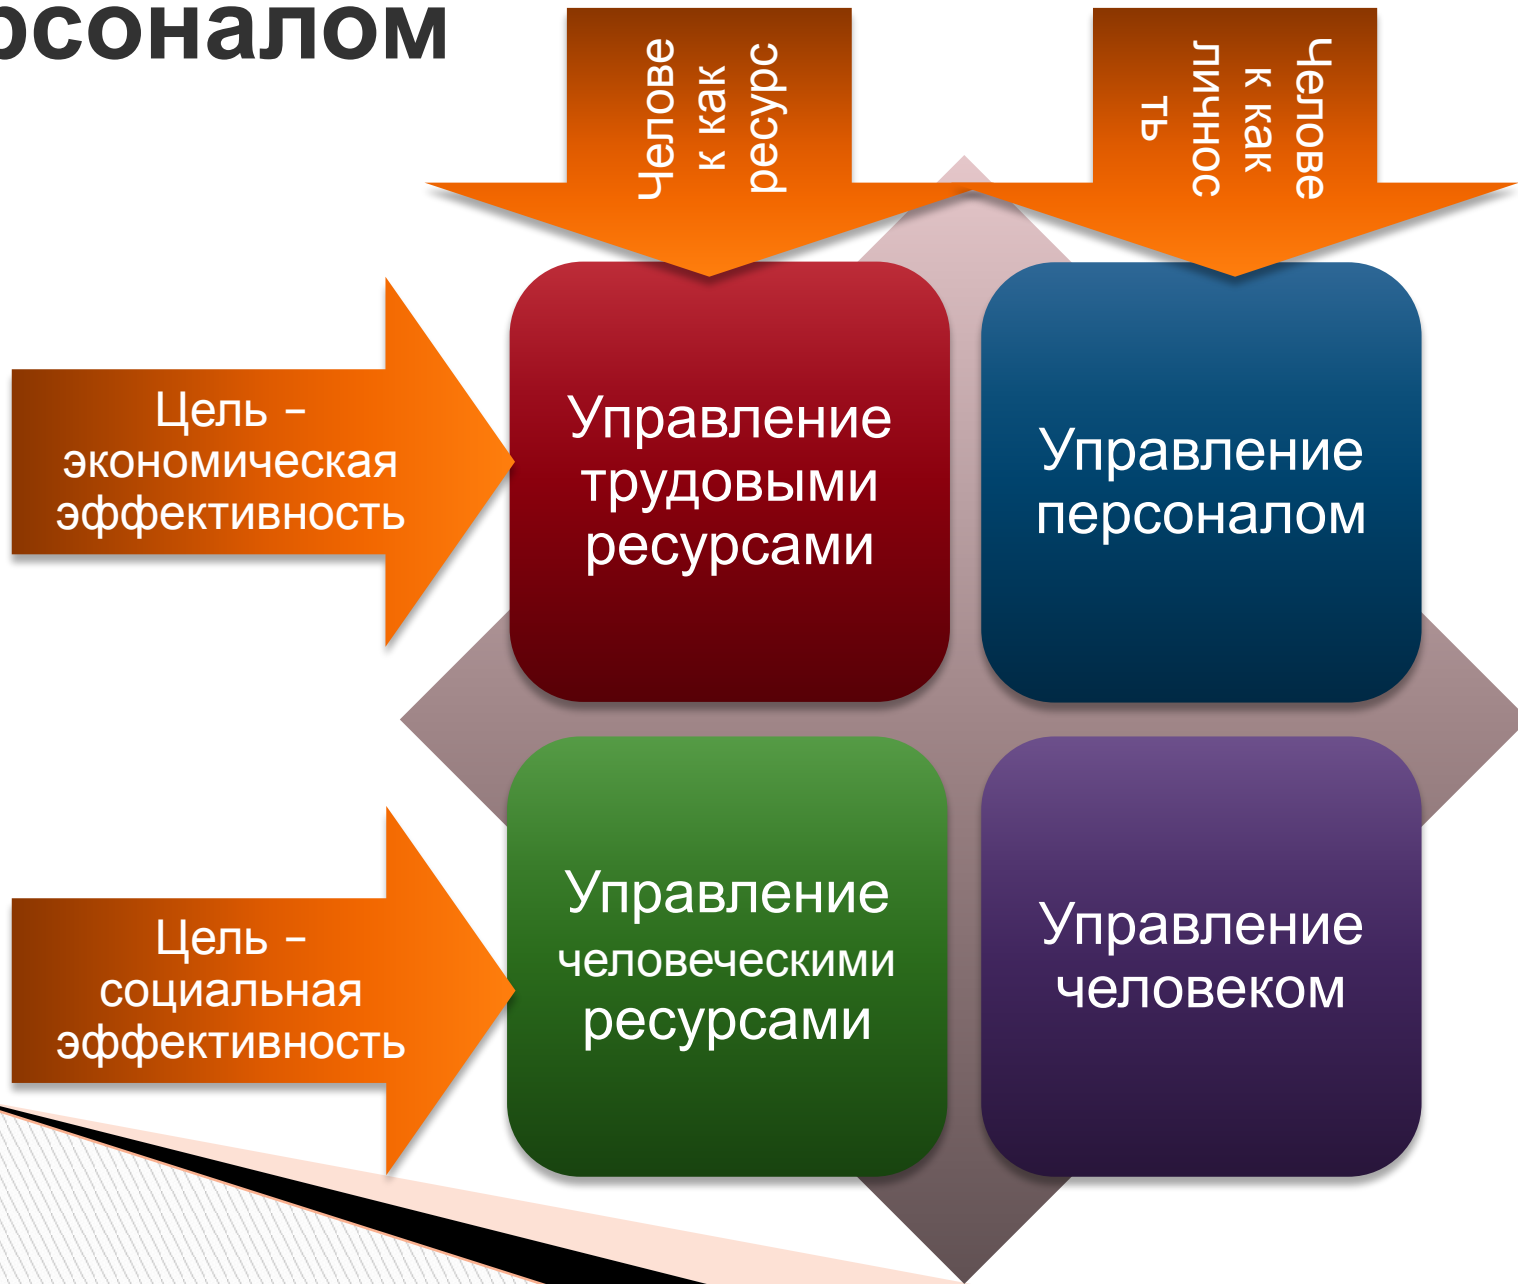 рсоналом
Челове
к как
ресурс
Челове
к как
личнос
ть
Цель –
экономическая
эффективность
Управление
трудовыми
ресурсами
Управление
персоналом
Цель –
социальная
эффективность
Управление
человеческими
ресурсами
Управление
человеком